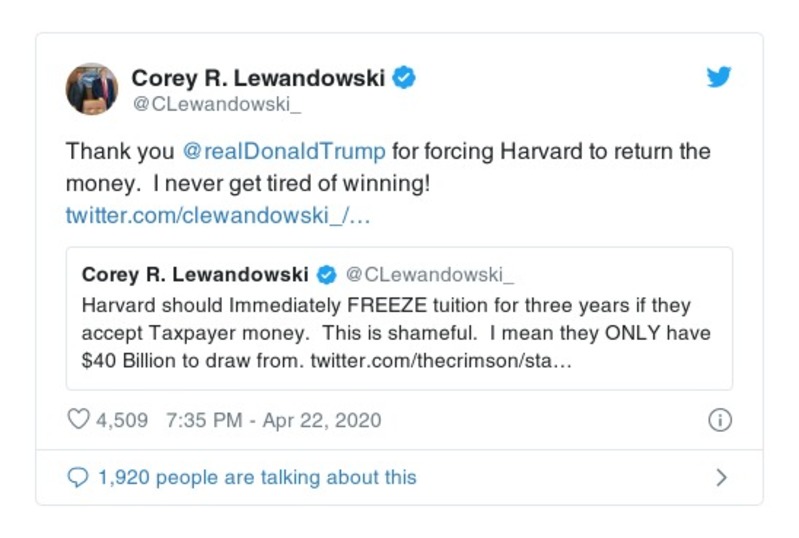 Corey R. Lewandowski
@CLewandowski_
Thank you @realDonaldTrump for forcing Harvard to return the
money.  I never get tired of winning!
twitter.com/clewandowski_/…
Corey R. Lewandowski @CLewandowski_
Harvard should Immediately FREEZE tuition for three years if they
accept Taxpayer money.  This is shameful.  I mean they ONLY have
$40 Billion to draw from. twitter.com/thecrimson/sta…
4,509 7:35 PM - Apr 22, 2020
1,920 people are talking about this